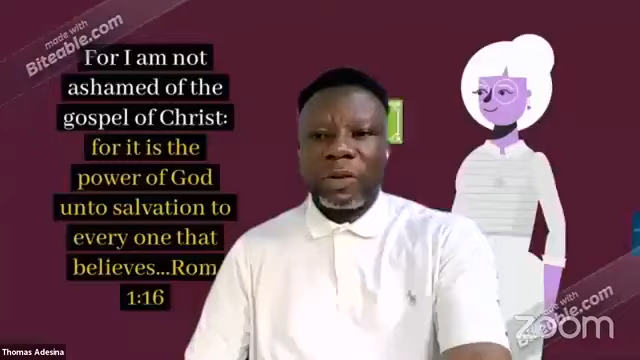 made with
Biteable.com
For I am not
ashamed of the
gospel of Christ:
for it is the
power of God
unto salvation to
every one that
believes...Rom
1:16
made with
Biteable.com
zoom
Thomas Adesina